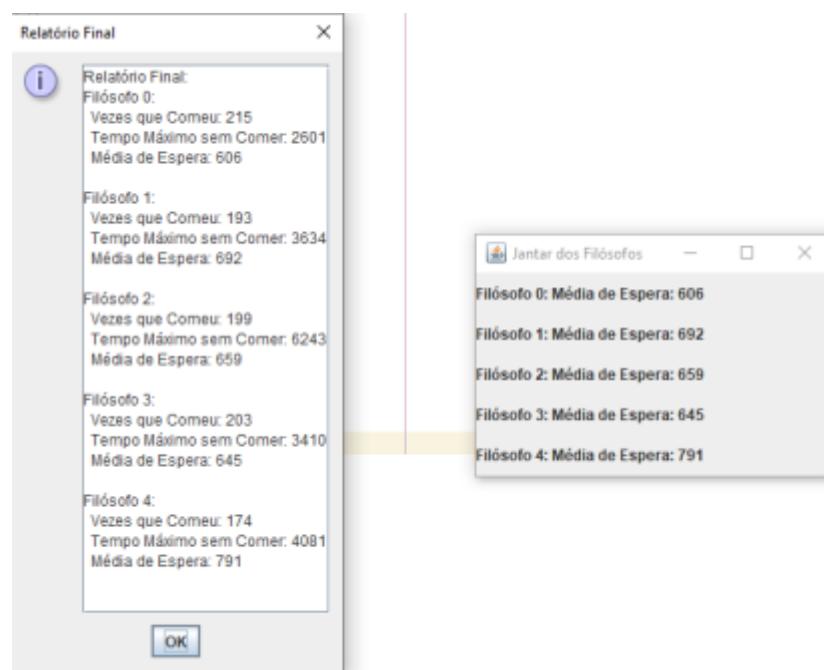 Relatório Final
Relatório Final:
Filósofo 0:
Vezes que Comeu: 215
Tempo Máximo sem Comer: 2601
Média de Espera: 606
Filósofo 1:
Vezes que Comeu: 193
Tempo Máximo sem Comer: 3634
Média de Espera: 692
Filósofo 2:
Vezes que Comeu: 199
Tempo Máximo sem Comer: 6243
Média de Espera: 659
Filósofo 3:
Vezes que Comeu: 203
Tempo Máximo sem Comer: 3410
Média de Espera: 645
Filósofo 4:
Vezes que Comeu: 174
Tempo Máximo sem Comer: 4081
Média de Espera: 791
OK
Jantar dos Filósofos
Filósofo 0: Média de Espera: 606
Filósofo 1: Média de Espera: 692
Filósofo 2: Média de Espera: 659
Filósofo 3: Média de Espera: 645
Filósofo 4: Média de Espera: 791